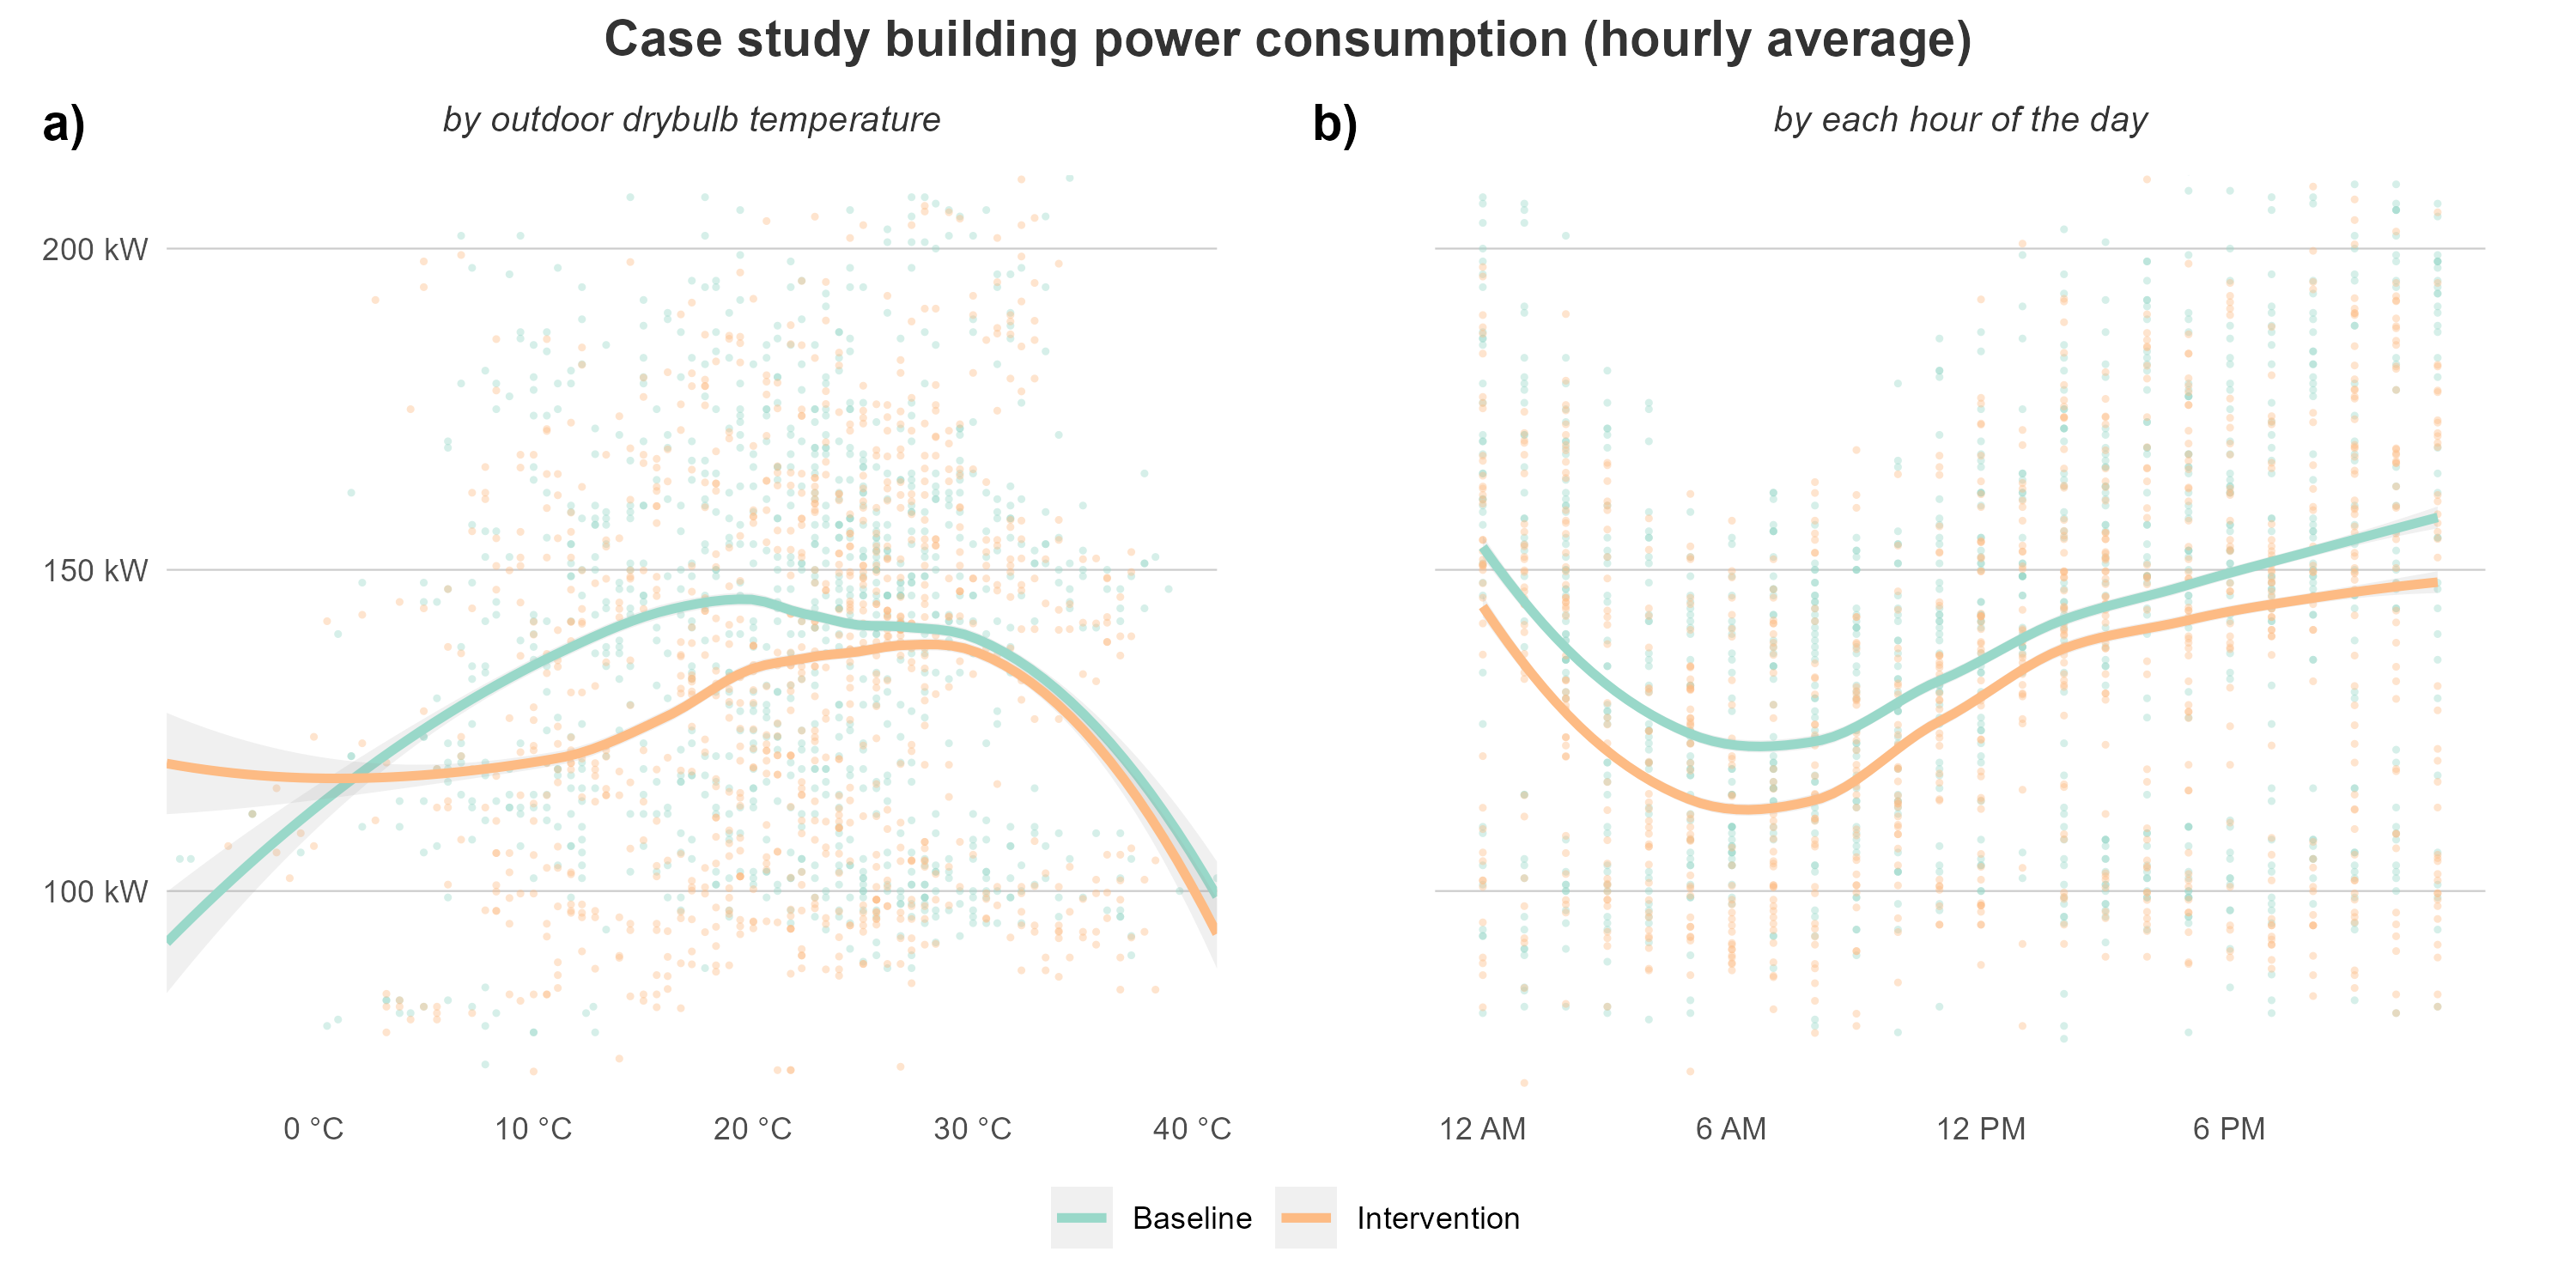 Case study building power consumption (hourly average)
a)
by outdoor drybulb temperature
200 kW
150 kW
100 kW
0 °C 10 °C 20 °C 30 °C 40 °C
b)
by each hour of the day
12 AM 6 AM 12 PM 6 PM
Baseline Intervention